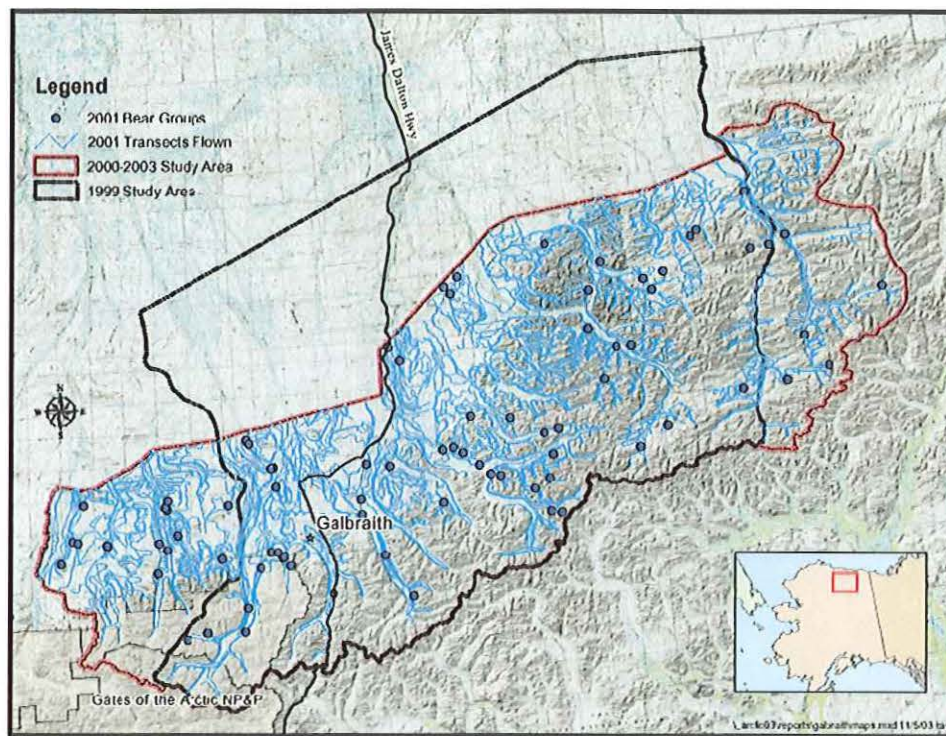 Legend
2001 Bear Groups
2001 Transects Flown
2000-2003 Study Area
1999 Study Area
James Dalton Hwy
N
W E
S
Galbraith
Gates of the Arctic NP&P